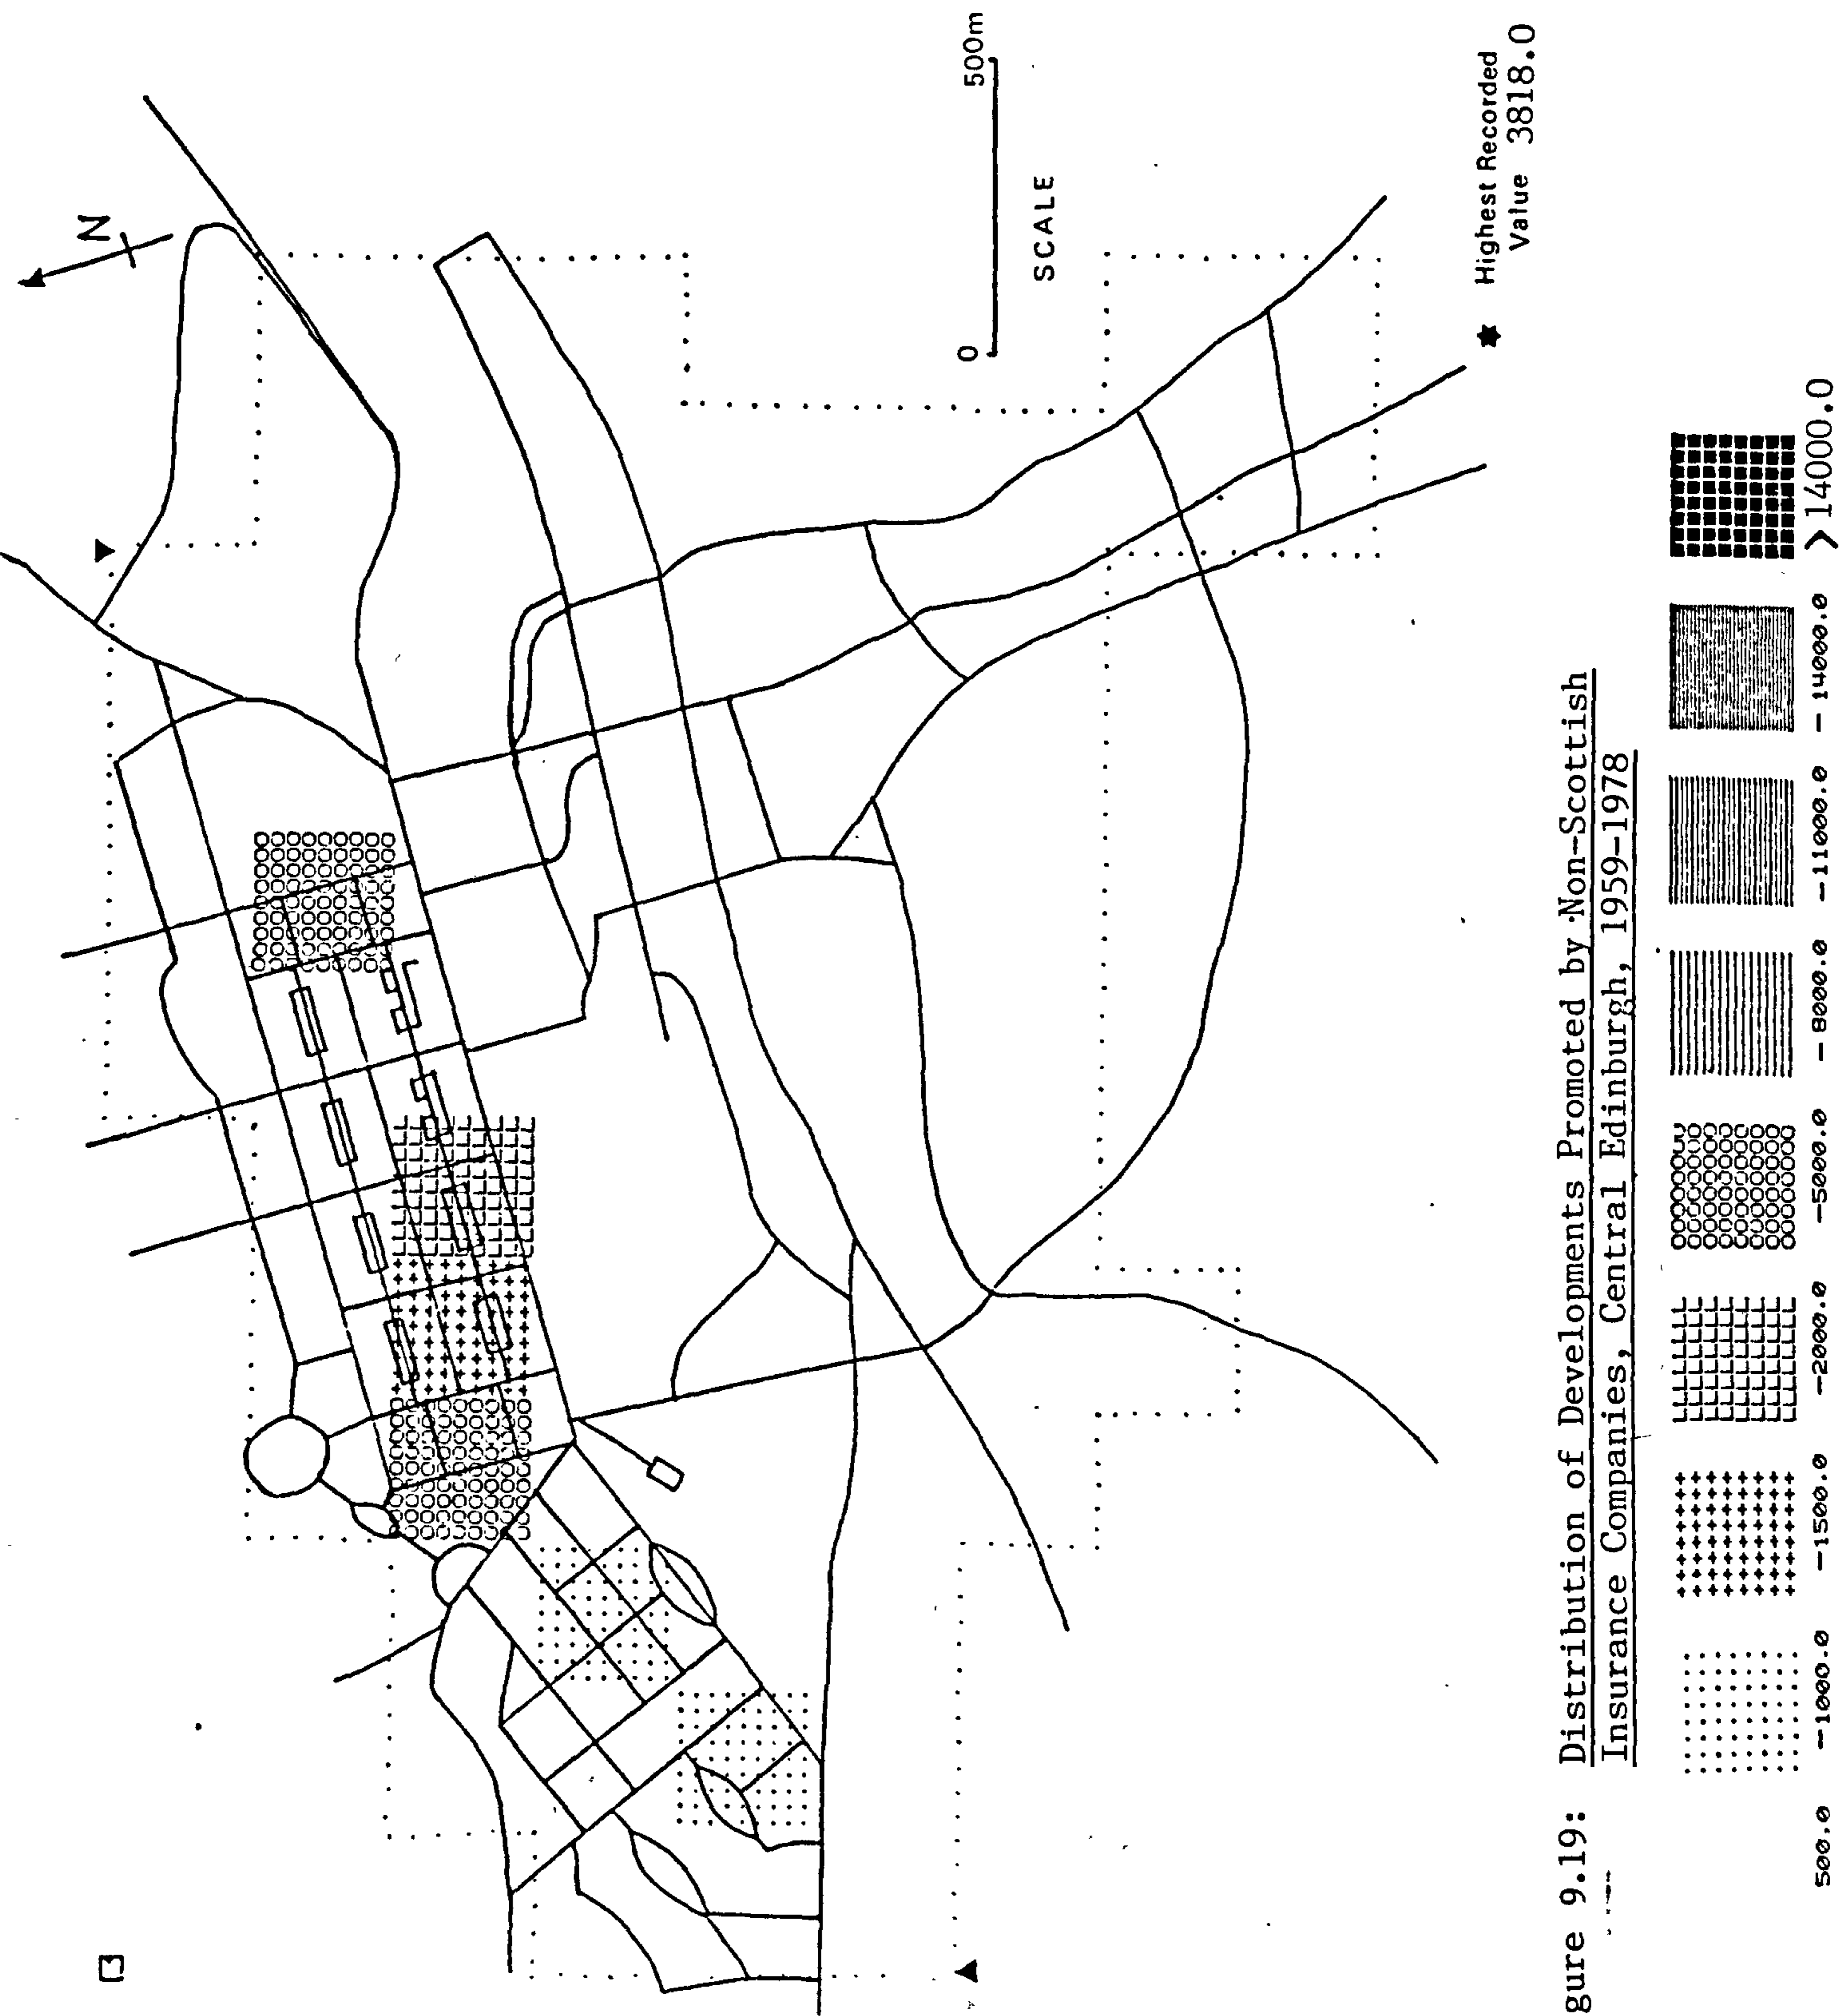 N
0 500m
SCALE
Highest Recorded
Value 3818.0
gure 9.19: Distribution of Developments Promoted by Non-Scottish
Insurance Companies, Central Edinburgh, 1959-1978
500.0 -1000.0 -1500.0 -2000.0 -5000.0 - 8000.0 -11000.0 - 14000.0 >14000.0